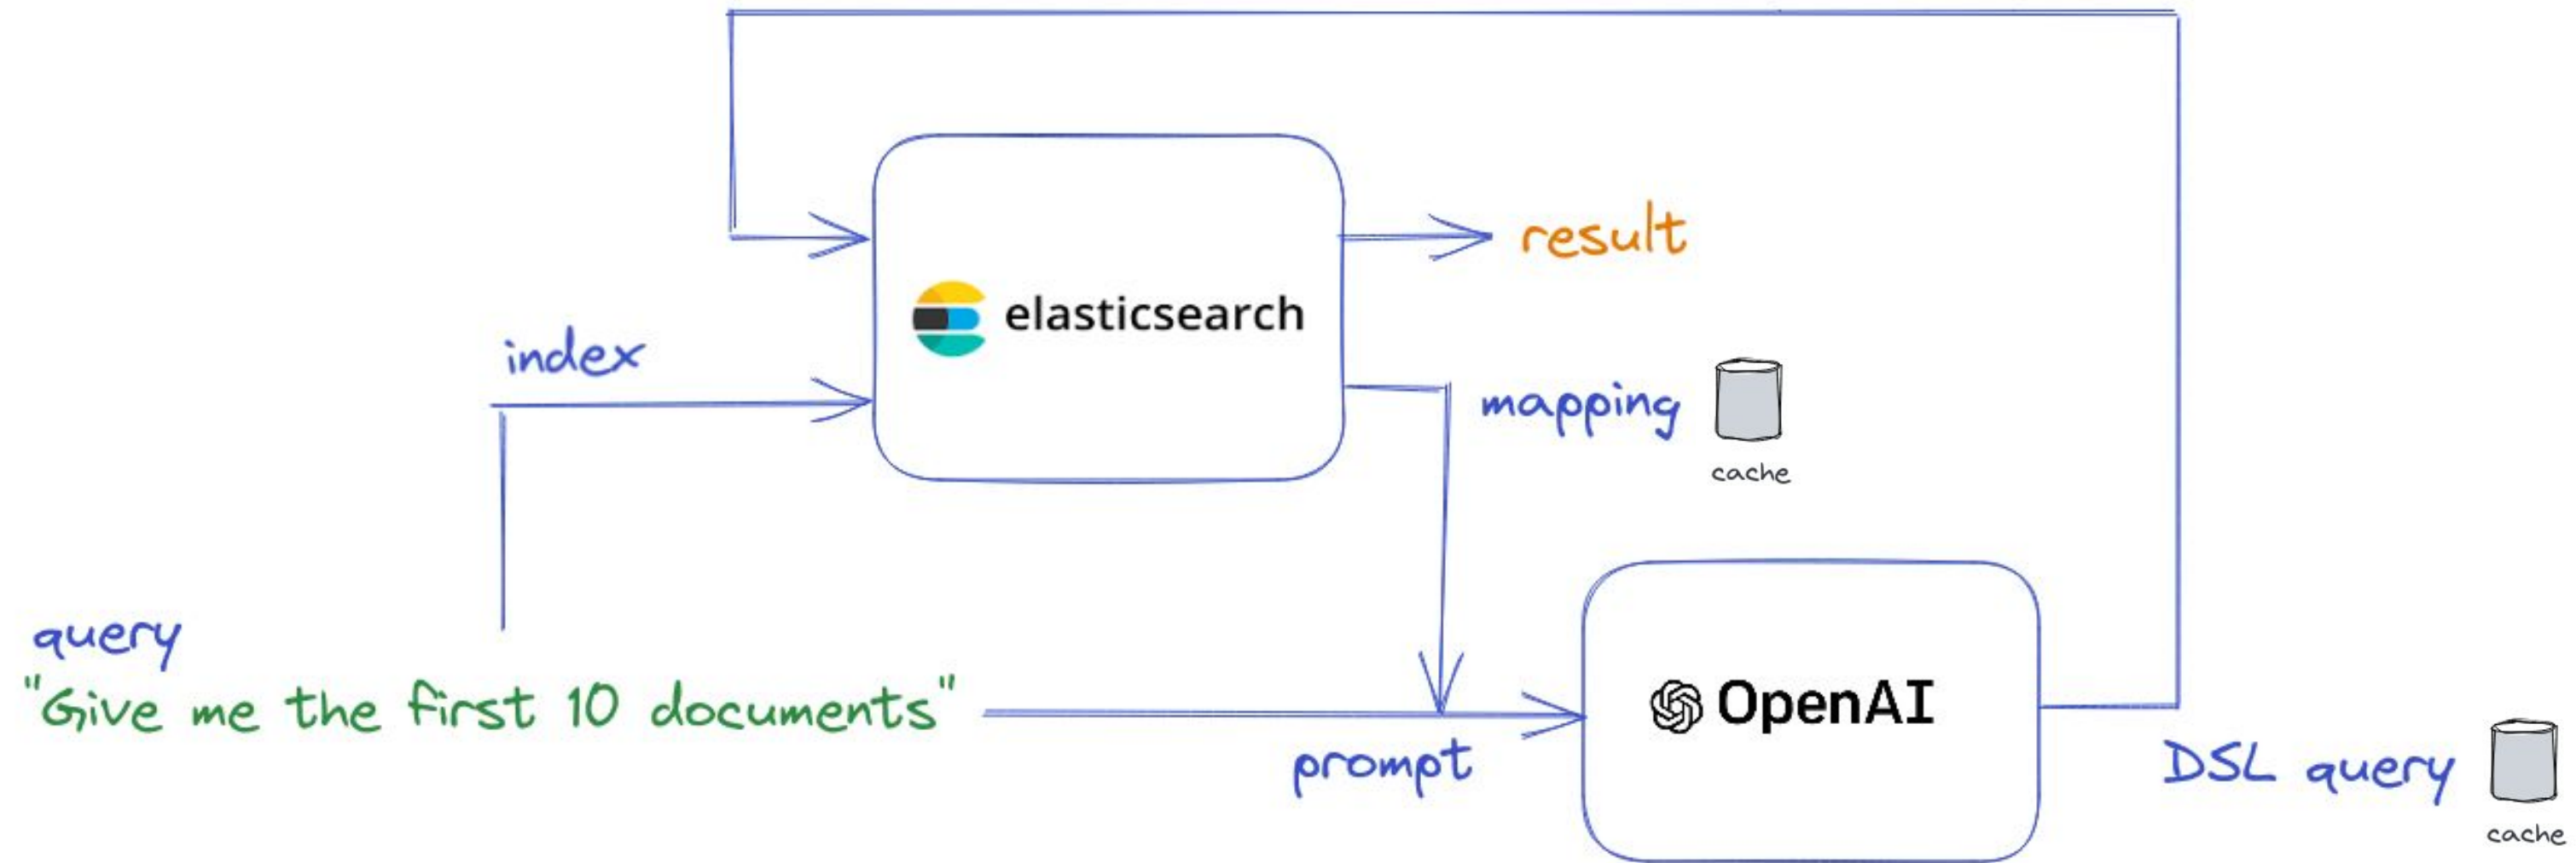 result
elasticsearch
index
mapping
cache
query
"Give me the first 10 documents"
OpenAI
prompt
DSL query
cache